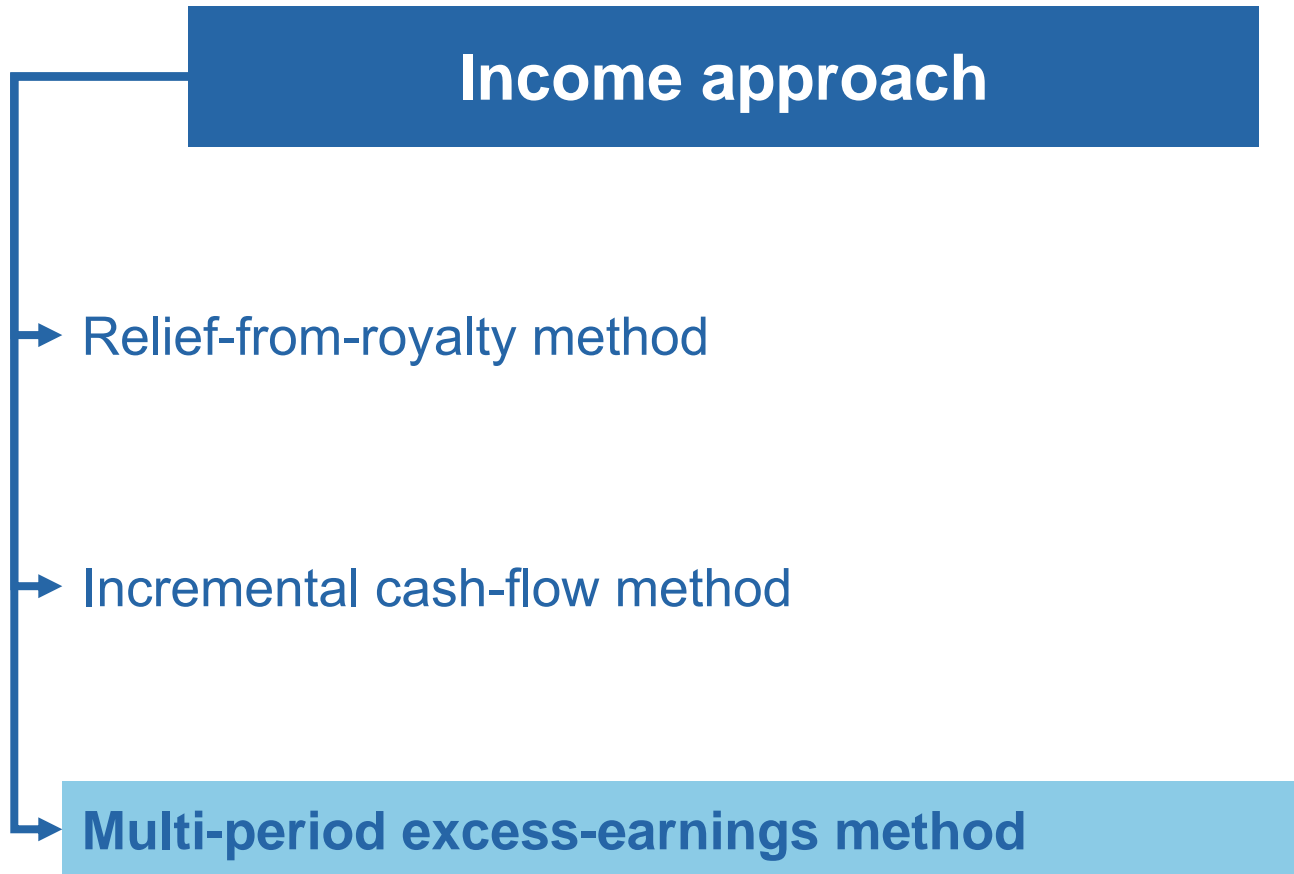 Income approach
Relief-from-royalty method
Incremental cash-flow method
Multi-period excess-earnings method